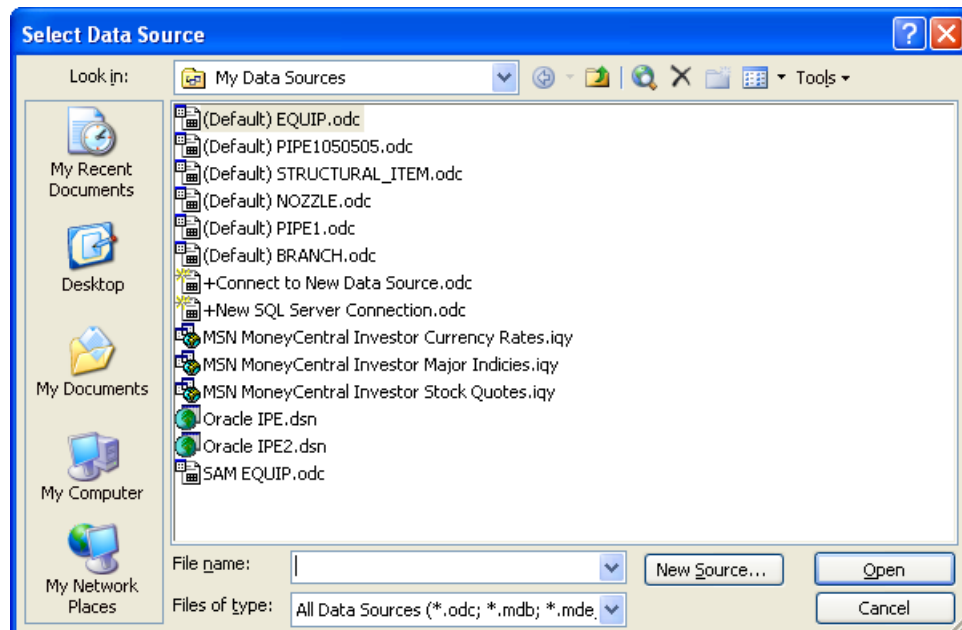 Select Data Source
Look in:
My Data Sources
Tools
My Recent
Documents
Desktop
My Documents
My Computer
My Network
Places
(Default) EQUIP.odc
(Default) PIPE1050505.odc
(Default) STRUCTURAL_ITEM.odc
(Default) NOZZLE.odc
(Default) PIPE1.odc
(Default) BRANCH.odc
+Connect to New Data Source.odc
+New SQL Server Connection.odc
MSN MoneyCentral Investor Currency Rates.iqy
MSN MoneyCentral Investor Major Indicies.iqy
MSN MoneyCentral Investor Stock Quotes.iqy
Oracle IPE.dsn
Oracle IPE2.dsn
SAM EQUIP.odc
File name:
New Source...
Open
Files of type:
All Data Sources (*.odc; *.mdb; *.mde;
Cancel